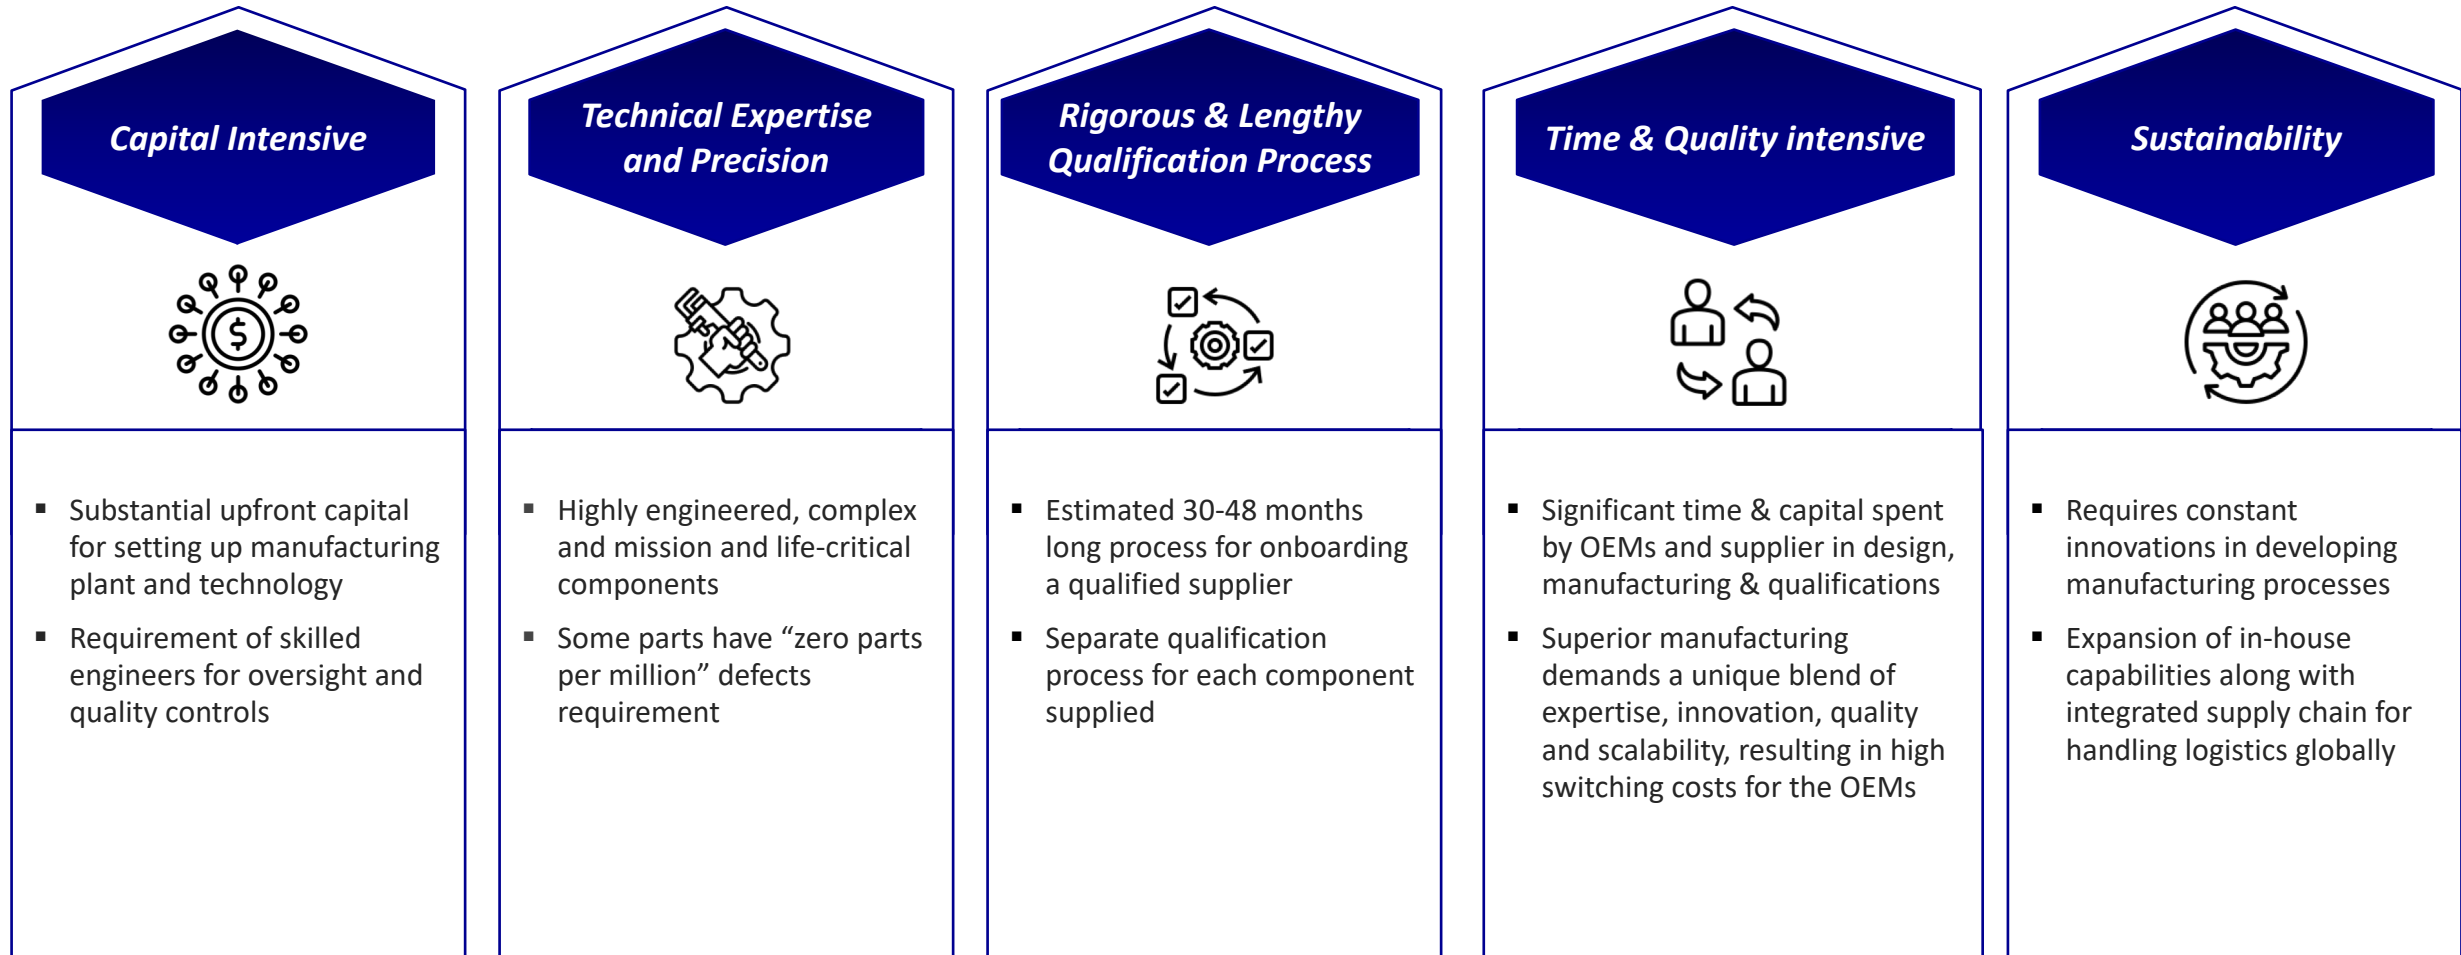 Capital Intensive
▪ Substantial upfront capital
for setting up manufacturing
plant and technology
▪ Requirement of skilled
engineers for oversight and
quality controls
Technical Expertise
and Precision
▪ Highly engineered, complex
and mission and life-critical
components
▪ Some parts have “zero parts
per million” defects
requirement
Rigorous & Lengthy
Qualification Process
▪ Estimated 30-48 months
long process for onboarding
a qualified supplier
▪ Separate qualification
process for each component
supplied
Time & Quality intensive
▪ Significant time & capital spent
by OEMs and supplier in design,
manufacturing & qualifications
▪ Superior manufacturing
demands a unique blend of
expertise, innovation, quality
and scalability, resulting in high
switching costs for the OEMs
Sustainability
▪ Requires constant
innovations in developing
manufacturing processes
▪ Expansion of in-house
capabilities along with
integrated supply chain for
handling logistics globally